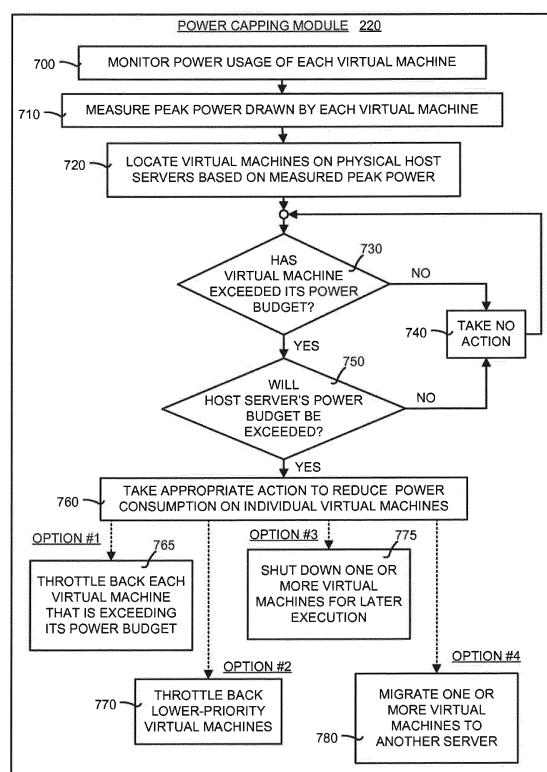 POWER CAPPING MODULE 220
700
MONITOR POWER USAGE OF EACH VIRTUAL MACHINE
710
MEASURE PEAK POWER DRAWN BY EACH VIRTUAL MACHINE
720
LOCATE VIRTUAL MACHINES ON PHYSICAL HOST
SERVERS BASED ON MEASURED PEAK POWER
730
HAS
VIRTUAL MACHINE
EXCEEDED ITS POWER
BUDGET?
NO
740
TAKE NO
ACTION
YES
750
WILL
HOST SERVER'S POWER
BUDGET BE
EXCEEDED?
NO
YES
760
TAKE APPROPRIATE ACTION TO REDUCE POWER
CONSUMPTION ON INDIVIDUAL VIRTUAL MACHINES
OPTION #1
765
THROTTLE BACK EACH
VIRTUAL MACHINE
THAT IS EXCEEDING
ITS POWER BUDGET
OPTION #3
775
SHUT DOWN ONE OR
MORE VIRTUAL
MACHINES FOR LATER
EXECUTION
OPTION #2
770
THROTTLE BACK
LOWER-PRIORITY
VIRTUAL MACHINES
OPTION #4
780
MIGRATE ONE OR
MORE VIRTUAL
MACHINES TO
ANOTHER SERVER